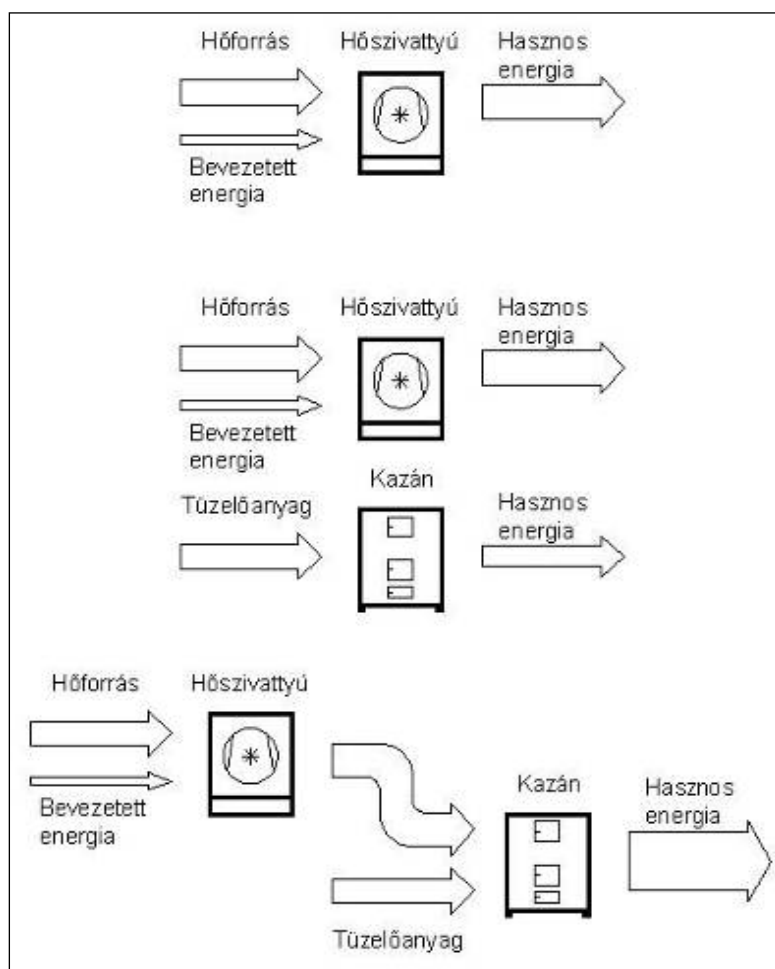 Hőforrás
Hőszivattyú
Hasznos
energia
Bevezetett
energia
Hőforrás
Hőszivattyú
Hasznos
energia
Bevezetett
energia
Kazán
Tüzelőanyag
Hasznos
energia
Hőforrás
Hőszivattyú
Bevezetett
energia
Kazán
Hasznos
energia
Tüzelőanyag